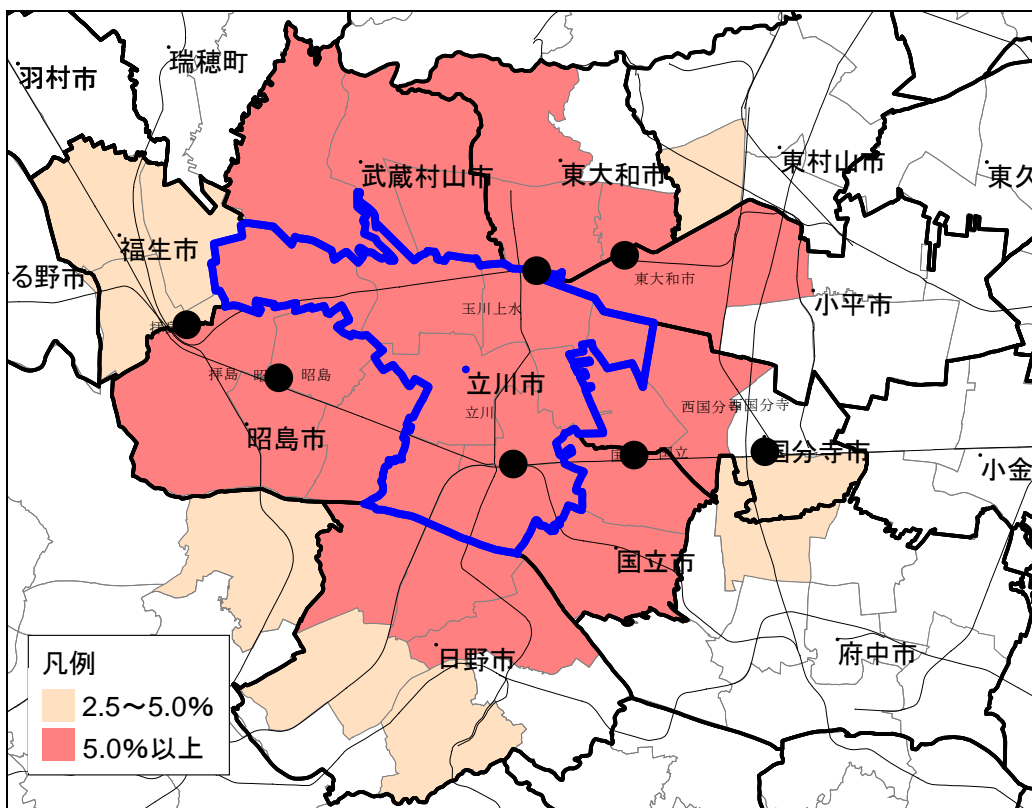 瑞穂町
羽村市
武蔵村山市
東大和市
東村山市
東久
福生市
る野市
東大和市
小平市
玉川上水
拝島
昭島
立川市
立川
西国分寺
西国分寺
昭島市
国立
国分寺市
小金
国立市
日野市
府中市
凡例
2.5～5.0%
5.0%以上